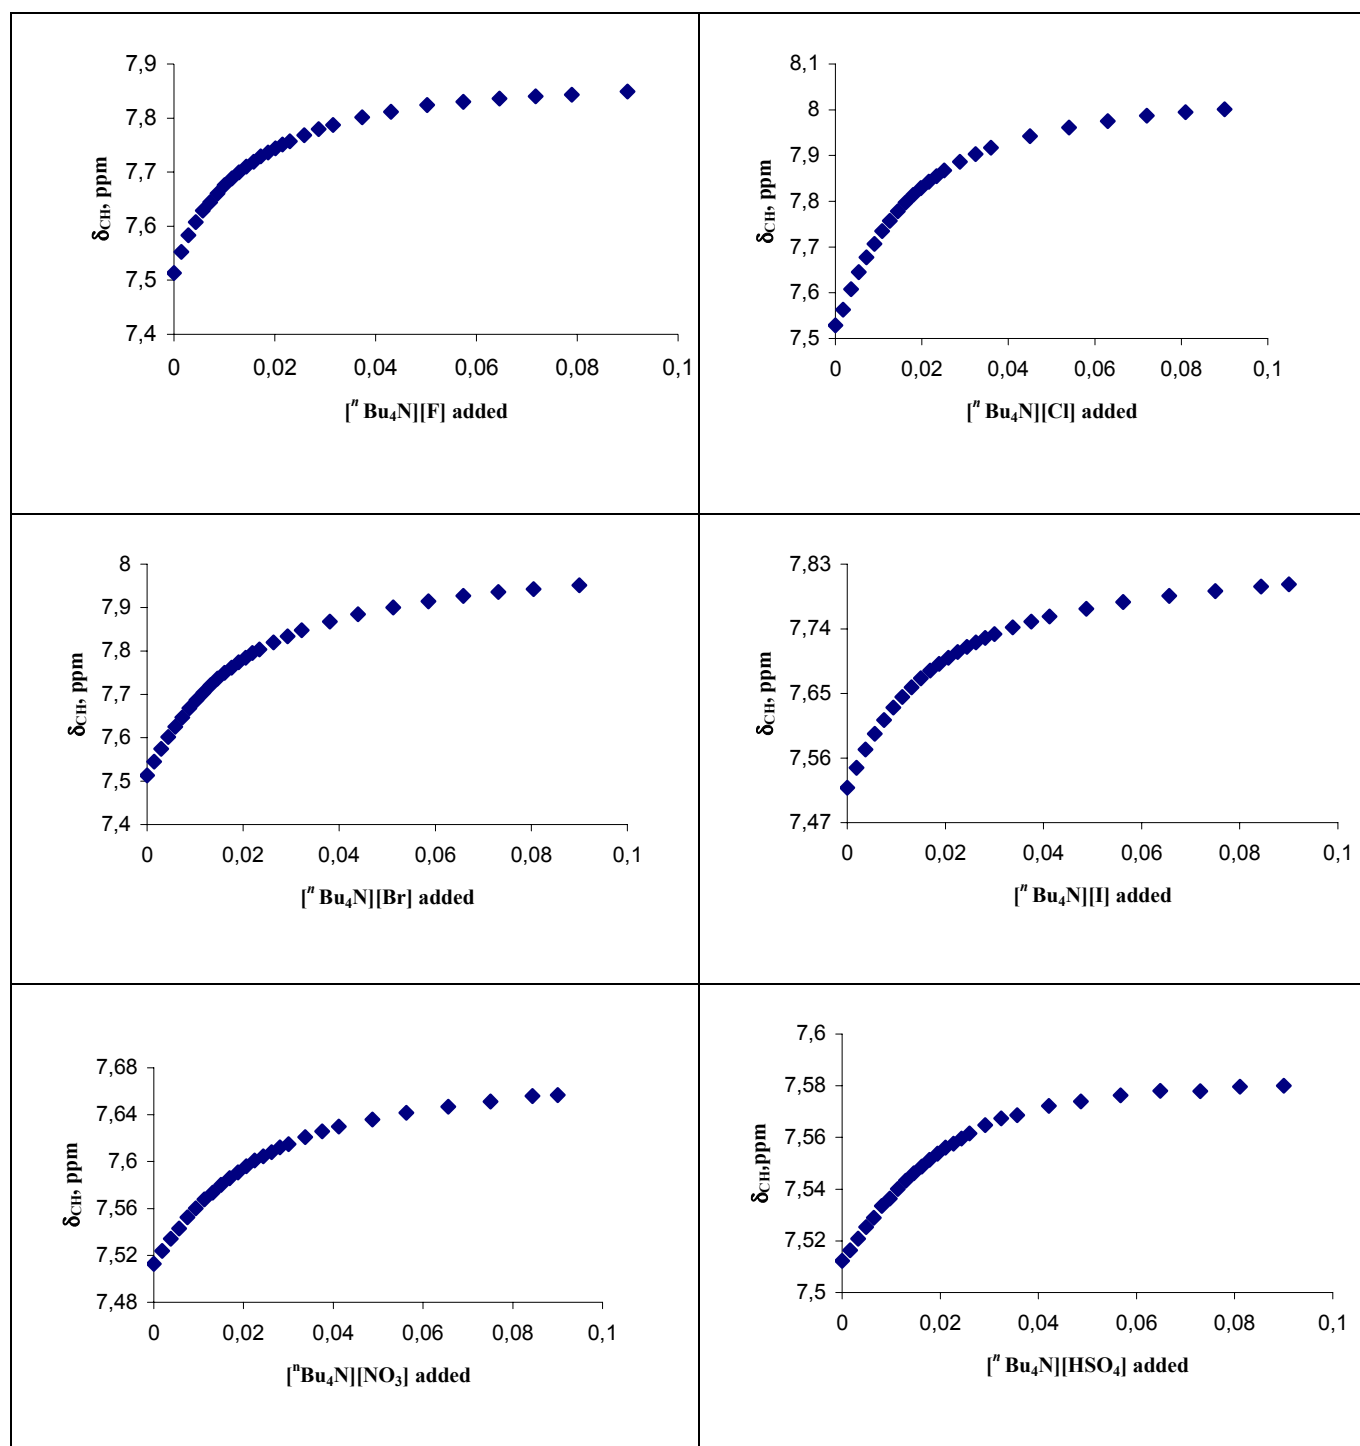 7,9
7,8
7,7
7,6
7,5
7,4
δCH, ppm
0 0,02 0,04 0,06 0,08 0,1
[n Bu4N][F] added
8,1
8
7,9
7,8
7,7
7,6
7,5
δCH, ppm
0 0,02 0,04 0,06 0,08 0,1
[n Bu4N][Cl] added
8
7,9
7,8
7,7
7,6
7,5
7,4
δCH, ppm
0 0,02 0,04 0,06 0,08 0,1
[n Bu4N][Br] added
7,83
7,74
7,65
7,56
7,47
δCH, ppm
0 0,02 0,04 0,06 0,08 0,1
[n Bu4N][I] added
7,68
7,64
7,6
7,56
7,52
7,48
δCH, ppm
0 0,02 0,04 0,06 0,08 0,1
[nBu4N][NO3] added
7,6
7,58
7,56
7,54
7,52
7,5
δCH,ppm
0 0,02 0,04 0,06 0,08 0,1
[n Bu4N][HSO4] added